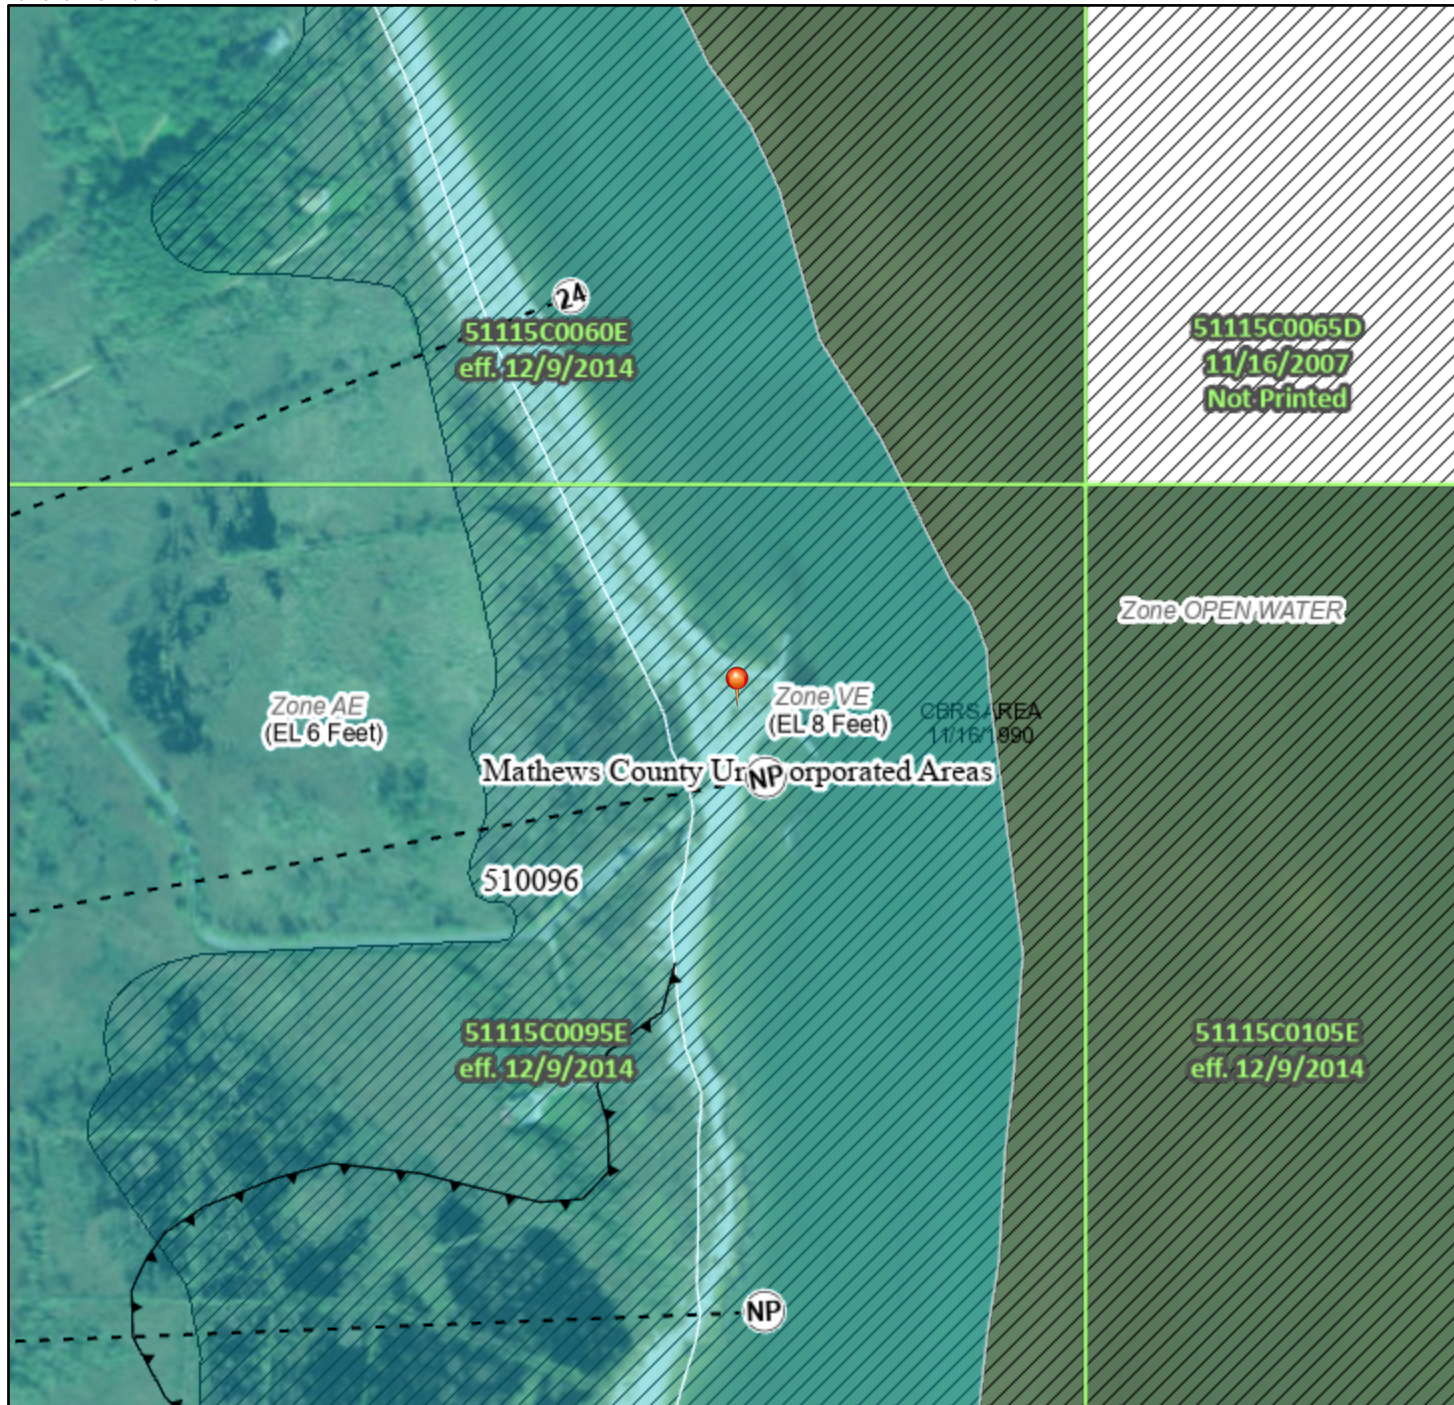 24
51115C0060E
eff. 12/9/2014
51115C0065D
11/16/2007
Not Printed
Zone OPEN WATER
Zone AE
(EL 6 Feet)
Zone VE
(EL 8 Feet)
CBRS AREA
11/16/1990
Mathews County Un orporated Areas
NP
510096
51115C0095E
eff. 12/9/2014
51115C0105E
eff. 12/9/2014
NP